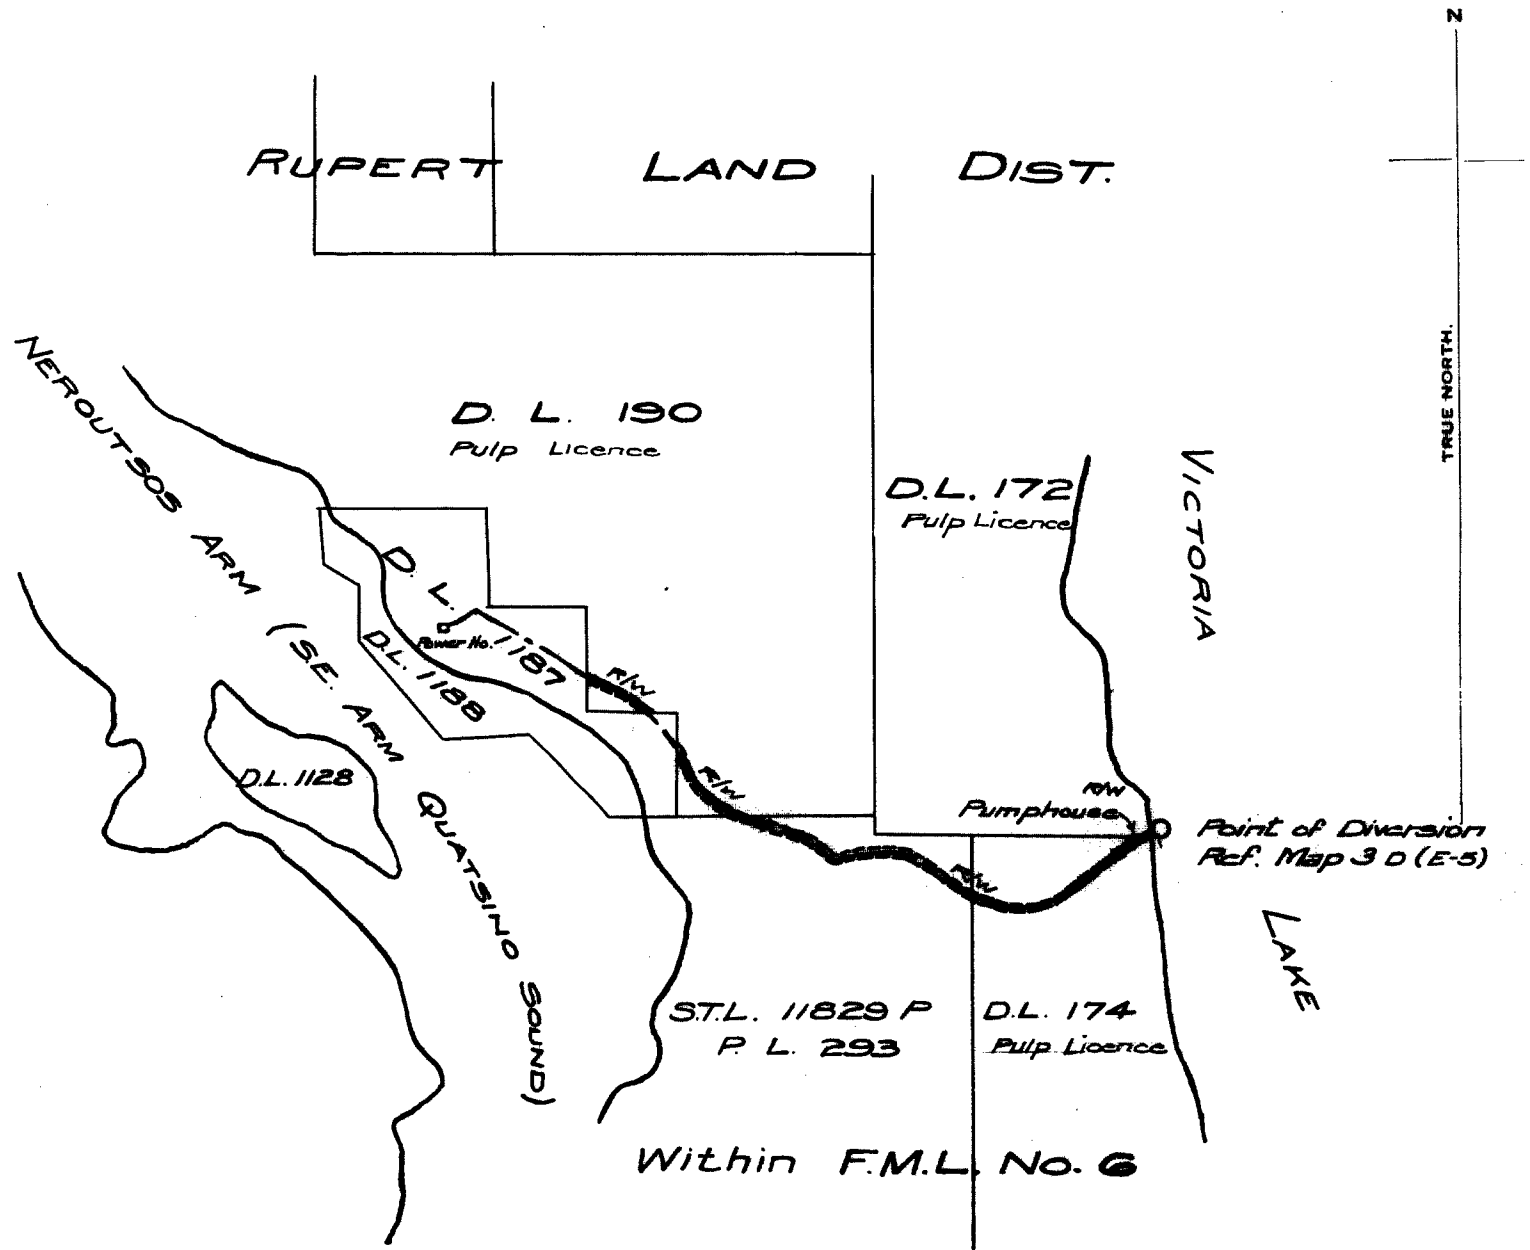 N
RUPERT LAND DIST.
TRUE NORTH.
NEROUTSOS ARM (S.E. ARM QUATSINO SOUND)
D. L. 190
Pulp Licence
D.L. 172
Pulp Licence
VICTORIA LAKE
D. L. 1187
Power Ho.
D.L. 1188
R/W
R/W
D.L. 1128
R/W
Pumphouse
Point of Diversion
Ref. Map 3 D (E-5)
R/W
S.T.L. 11829 P
P. L. 293
D.L. 174
Pulp Licence
Within F.M.L. No. 6